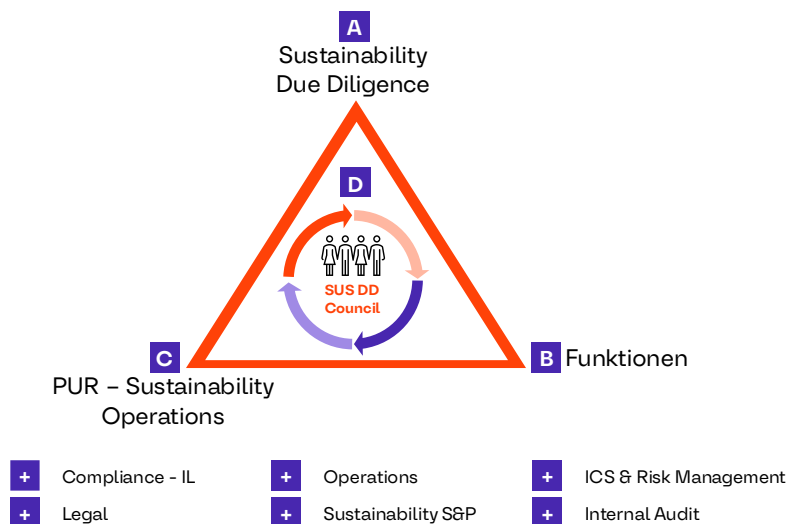 A
Sustainability
Due Diligence
D
SUS DD
Council
C
PUR – Sustainability
Operations
B Funktionen
+ Compliance - IL
+ Operations
+ ICS & Risk Management
+ Legal
+ Sustainability S&P
+ Internal Audit